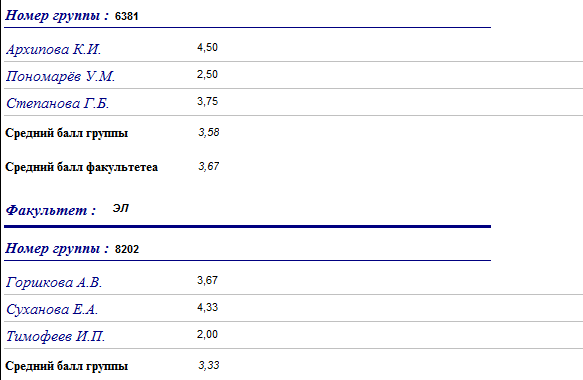 Номер группы : 6381
Архипова К.И. 4,50
Пономарёв У.М. 2,50
Степанова Г.Б. 3,75
Средний балл группы 3,58
Средний балл факультетеа 3,67
Факультет : ЭЛ
Номер группы : 8202
Горшкова А.В. 3,67
Суханова Е.А. 4,33
Тимофеев И.П. 2,00
Средний балл группы 3,33